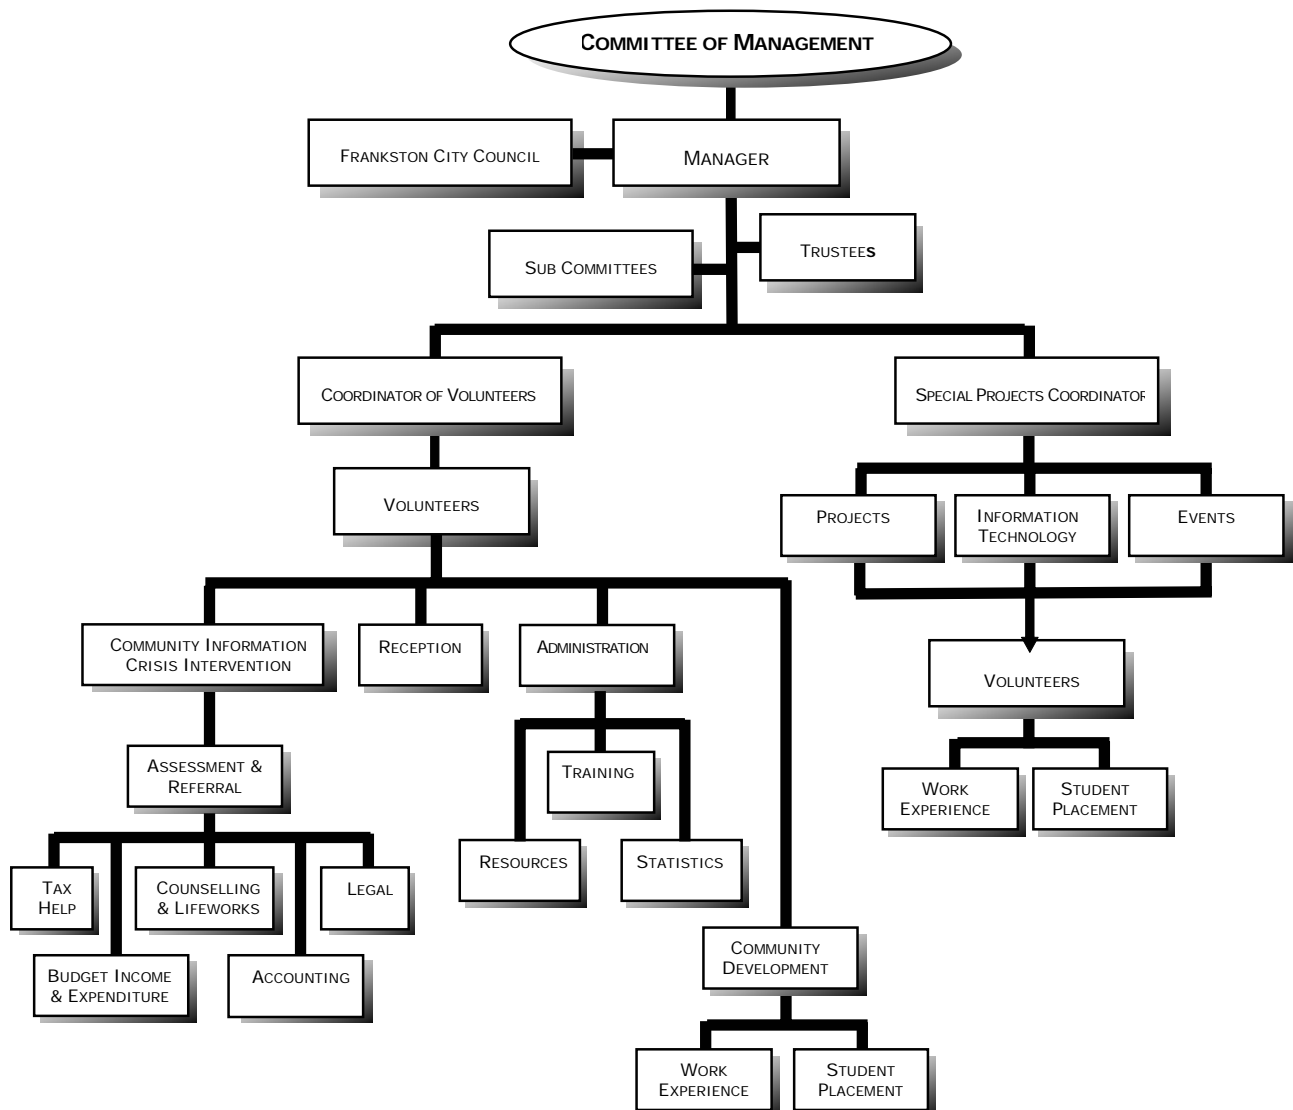 COMMITTEE OF MANAGEMENT
FRANKSTON CITY COUNCIL
MANAGER
SUB COMMITTEES
TRUSTEES
COORDINATOR OF VOLUNTEERS
SPECIAL PROJECTS COORDINATOR
VOLUNTEERS
PROJECTS
INFORMATION
TECHNOLOGY
EVENTS
COMMUNITY INFORMATION
CRISIS INTERVENTION
RECEPTION
ADMINISTRATION
VOLUNTEERS
ASSESSMENT &
REFERRAL
TRAINING
WORK
EXPERIENCE
STUDENT
PLACEMENT
RESOURCES
STATISTICS
TAX
HELP
COUNSELLING
& LIFEWORKS
LEGAL
BUDGET INCOME
& EXPENDITURE
ACCOUNTING
COMMUNITY
DEVELOPMENT
WORK
EXPERIENCE
STUDENT
PLACEMENT